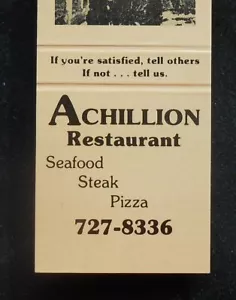 If you're satisfied, tell others
If not . . . tell us.
ACHILLION
Restaurant
Seafood
Steak
Pizza
727-8336